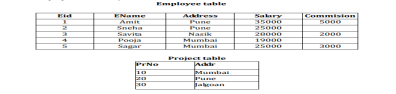 Employee table
Eid EName Address Salary Commision
1 Amit Pune 35000 5000
2 Sneha Pune 25000
3 Savita Nasik 28000 2000
4 Pooja Mumbai 19000
5 Sagar Mumbai 25000 3000
Project table
PrNo Addr
10 Mumbai
20 Pune
30 Jalgoan